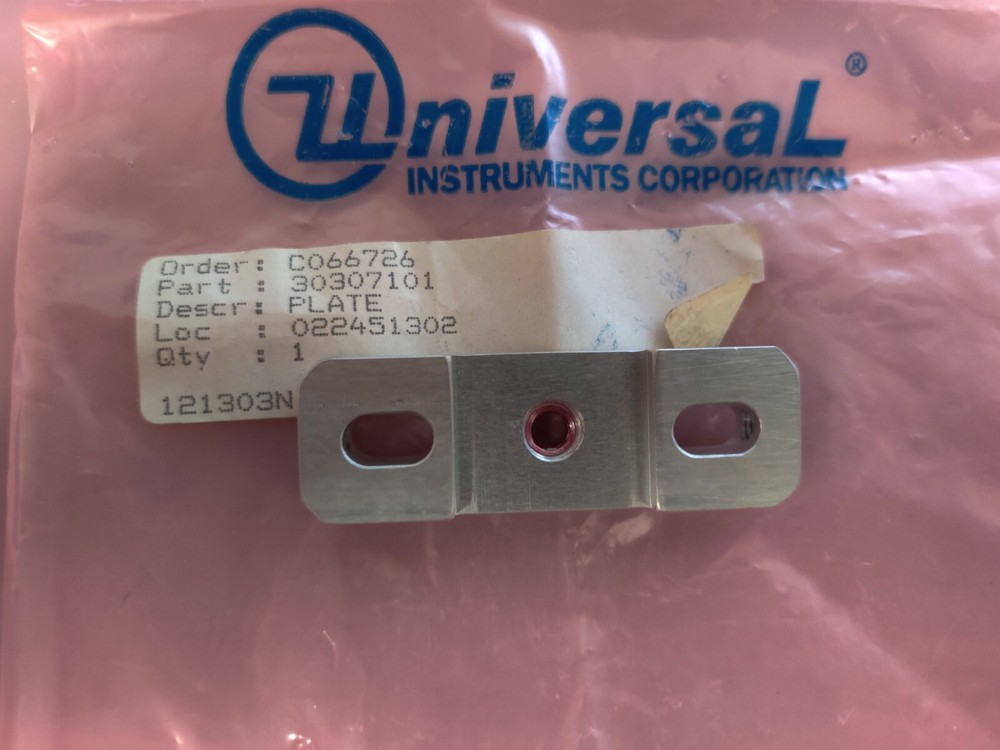 Universal ®
INSTRUMENTS CORPORATION
Order: C066726
Part : 30307101
Descr: PLATE
Loc : 022451302
Qty : 1
121303N